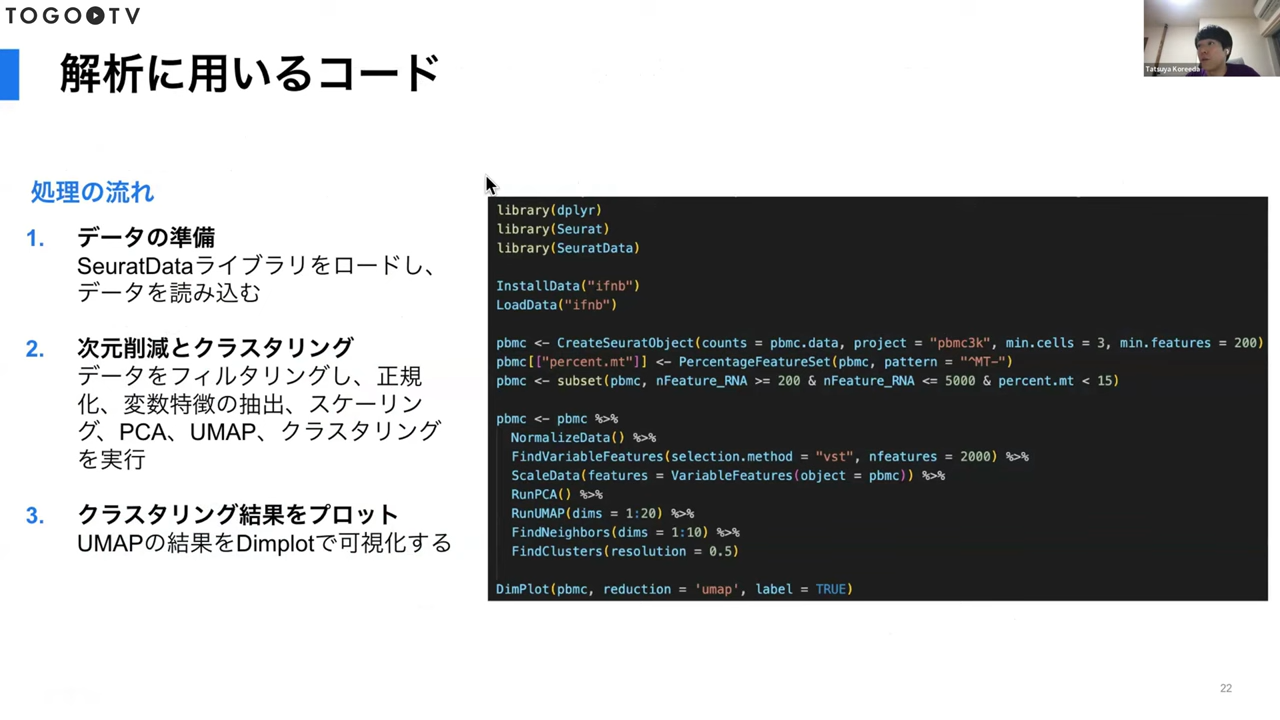 TOGOTV
Tatsuya Koreeda
解析に用いるコード
処理の流れ
1. データの準備
SeuratDataライブラリをロードし、
データを読み込む
2. 次元削減とクラスタリング
データをフィルタリングし、正規
化、変数特徴の抽出、スケーリン
グ、PCA、UMAP、クラスタリング
を実行
3. クラスタリング結果をプロット
UMAPの結果をDimplotで可視化する
library(dplyr)
library(Seurat)
library(SeuratData)
InstallData("ifnb")
LoadData("ifnb")
pbmc <- CreateSeuratObject(counts = pbmc.data, project = "pbmc3k", min.cells = 3, min.features = 200)
pbmc[["percent.mt"]] <- PercentageFeatureSet(pbmc, pattern = "^MT-")
pbmc <- subset(pbmc, nFeature_RNA >= 200 & nFeature_RNA <= 5000 & percent.mt < 15)
pbmc <- pbmc %>%
NormalizeData() %>%
FindVariableFeatures(selection.method = "vst", nfeatures = 2000) %>%
ScaleData(features = VariableFeatures(object = pbmc)) %>%
RunPCA() %>%
RunUMAP(dims = 1:20) %>%
FindNeighbors(dims = 1:10) %>%
FindClusters(resolution = 0.5)
DimPlot(pbmc, reduction = 'umap', label = TRUE)
22